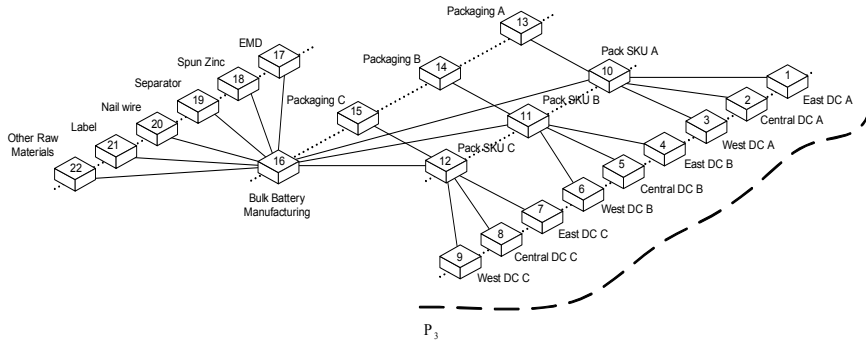 Packaging A
13
Pack SKU A
10
1
East DC A
2
Central DC A
3
West DC A
Packaging B
14
Pack SKU B
11
4
East DC B
5
Central DC B
6
West DC B
Packaging C
15
Pack SKU C
12
7
East DC C
8
Central DC C
9
West DC C
EMD
17
Spun Zinc
18
Separator
19
Nail wire
20
Label
21
Other Raw
Materials
22
16
Bulk Battery
Manufacturing
P3